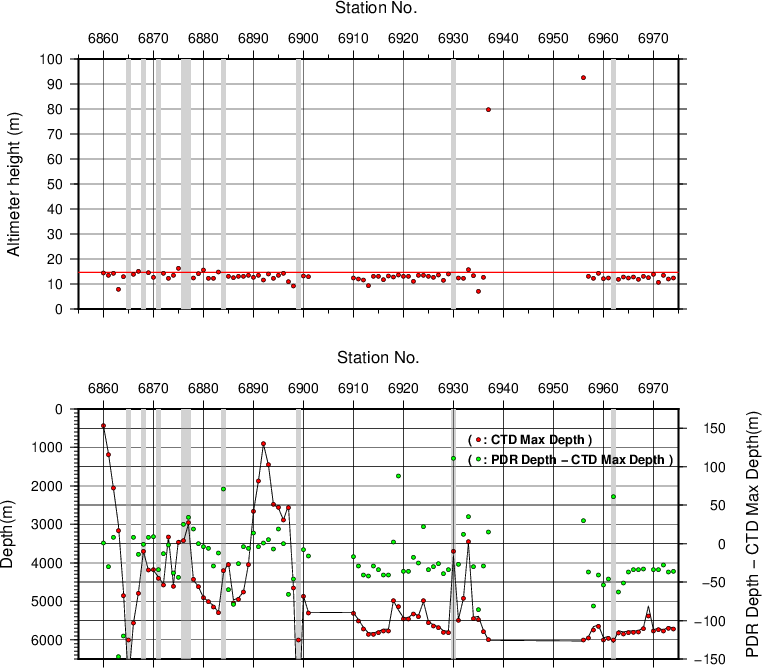 Station No.
6860 6870 6880 6890 6900 6910 6920 6930 6940 6950 6960 6970
100
90
80
70
60
50
40
30
20
10
0
Altimeter height (m)
Station No.
6860 6870 6880 6890 6900 6910 6920 6930 6940 6950 6960 6970
0
1000
2000
3000
4000
5000
6000
Depth(m)
( : CTD Max Depth )
( : PDR Depth − CTD Max Depth )
150
100
50
0
−50
−100
−150
PDR Depth − CTD Max Depth(m)